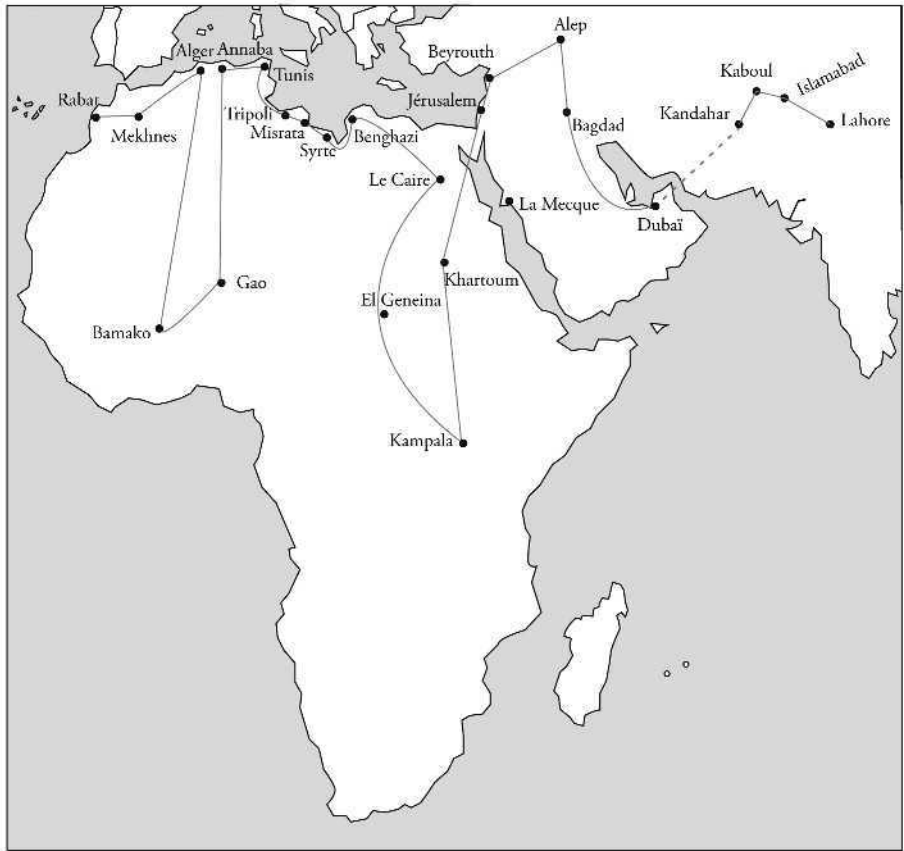 Alep
Alger
Annaba
Beyrouth
Tunis
Kaboul
Islamabad
Rabat
Jérusalem
Kandahar
Mekhnes
Tripoli
Misrata
Syrte
Benghazi
Bagdad
Lahore
Le Caire
La Mecque
Dubaï
Gao
Khartoum
El Geneina
Bamako
Kampala